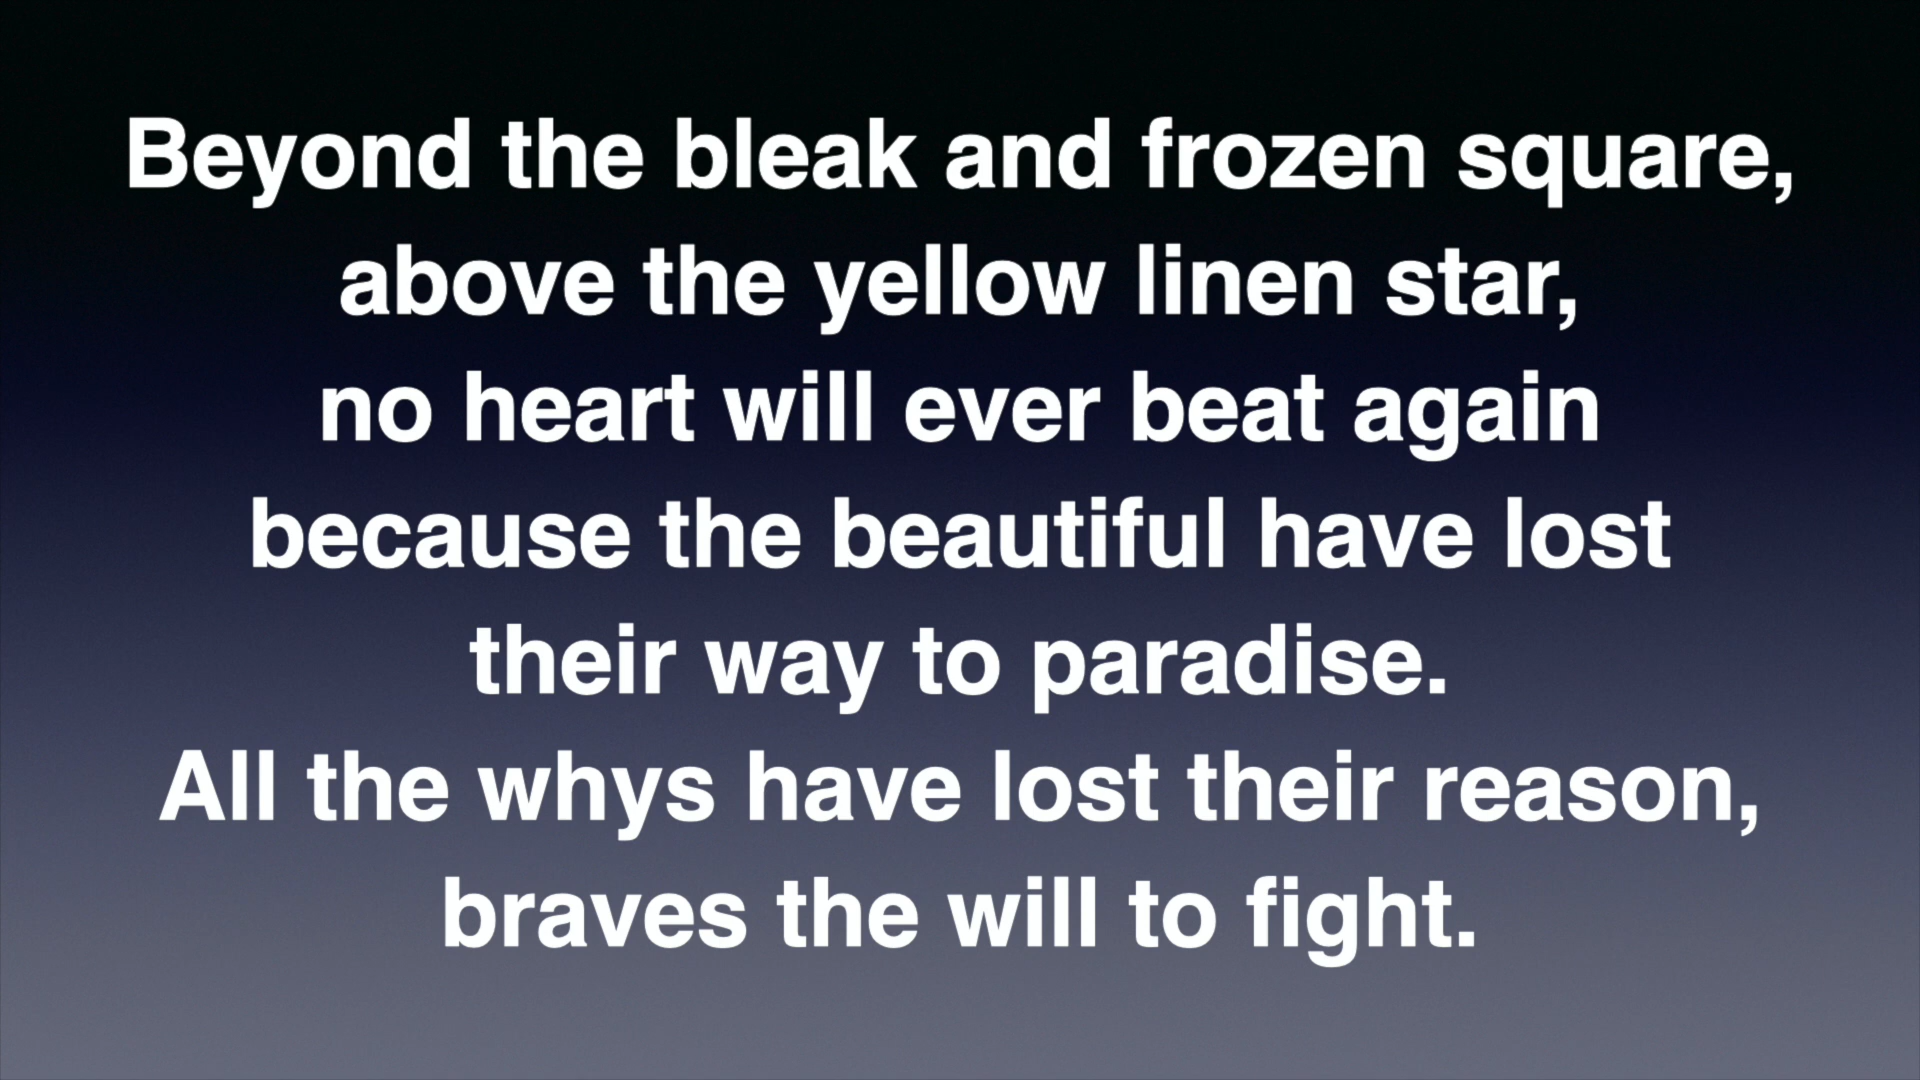 Beyond the bleak and frozen square,
above the yellow linen star,
no heart will ever beat again
because the beautiful have lost
their way to paradise.
All the whys have lost their reason,
braves the will to fight.